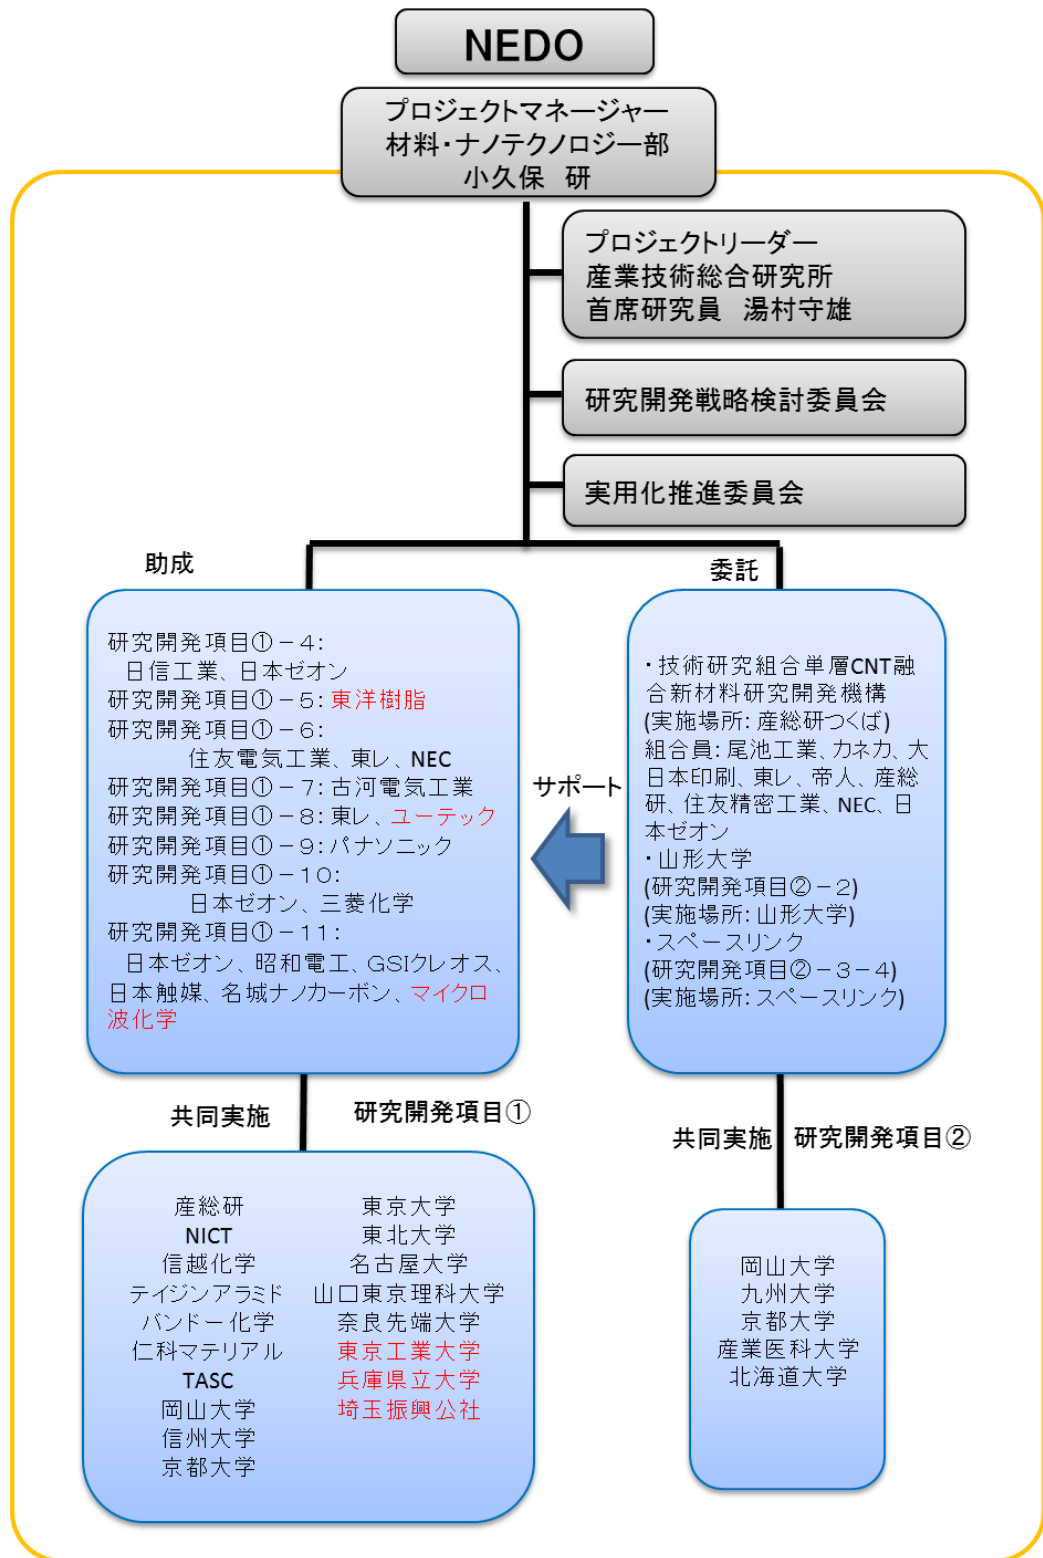 NEDO
プロジェクトマネージャー
材料・ナノテクノロジー部
小久保 研
プロジェクトリーダー
産業技術総合研究所
首席研究員 湯村守雄
研究開発戦略検討委員会
実用化推進委員会
助成
委託
研究開発項目①－4：
日信工業、日本ゼオン
研究開発項目①－5：東洋樹脂
研究開発項目①－6：
住友電気工業、東レ、NEC
研究開発項目①－7：古河電気工業
研究開発項目①－8：東レ、ユーテック
研究開発項目①－9：パナソニック
研究開発項目①－10：
日本ゼオン、三菱化学
研究開発項目①－11：
日本ゼオン、昭和電工、GSIクレオス、
日本触媒、名城ナノカーボン、マイクロ
波化学
サポート
・技術研究組合単層CNT融
合新材料研究開発機構
(実施場所：産総研つくば)
組合員：尾池工業、カネカ、大
日本印刷、東レ、帝人、産総
研、住友精密工業、NEC、日
本ゼオン
・山形大学
(研究開発項目②－2)
(実施場所：山形大学)
・スペースリンク
(研究開発項目②－3－4)
(実施場所：スペースリンク)
共同実施
研究開発項目①
共同実施
研究開発項目②
産総研
NICT
信越化学
テイジンアラミド
バンドー化学
仁科マテリアル
TASC
岡山大学
信州大学
京都大学
東京大学
東北大学
名古屋大学
山口東京理科大学
奈良先端大学
東京工業大学
兵庫県立大学
埼玉振興公社
岡山大学
九州大学
京都大学
産業医科大学
北海道大学